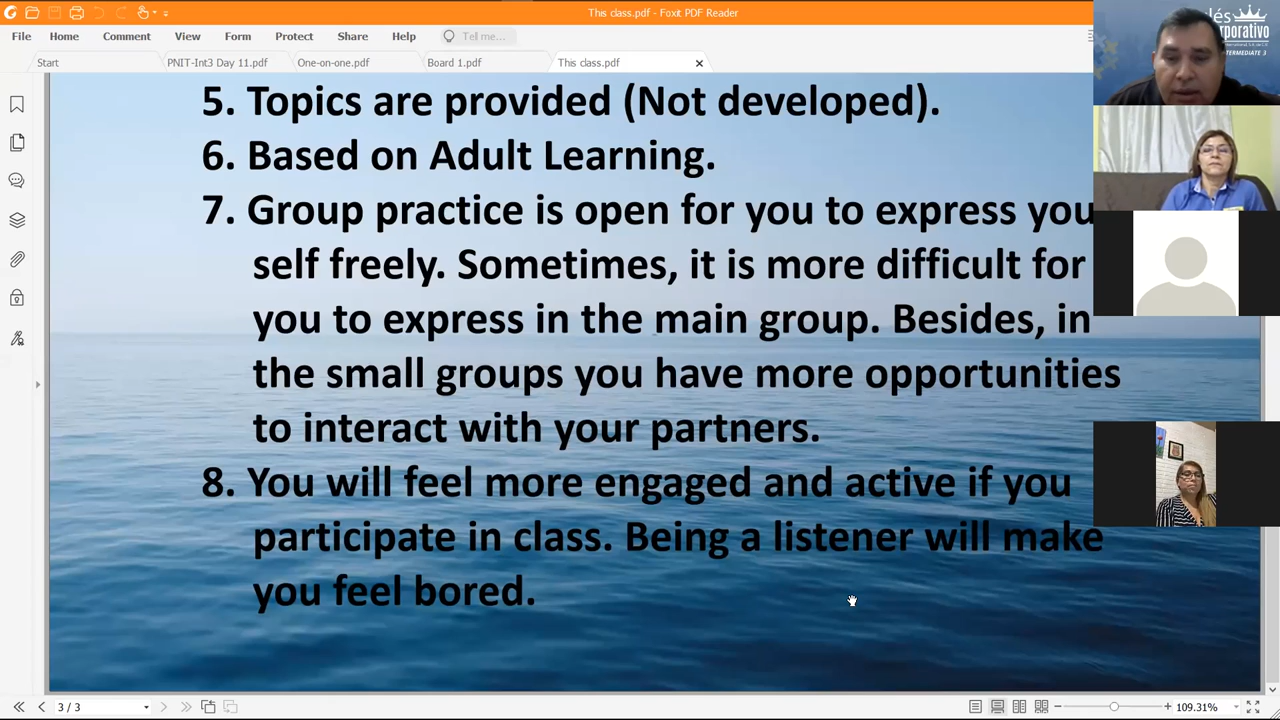 This class.pdf - Foxit PDF Reader
File Home Comment View Form Protect Share Help Tell me...
Start PNIT-Int3 Day 11.pdf One-on-one.pdf Board 1.pdf This class.pdf
lés
rporativo
INTERMEDIATE 3
5. Topics are provided (Not developed).
6. Based on Adult Learning.
7. Group practice is open for you to express you
self freely. Sometimes, it is more difficult for
you to express in the main group. Besides, in
the small groups you have more opportunities
to interact with your partners.
8. You will feel more engaged and active if you
participate in class. Being a listener will make
you feel bored.
3 / 3 109.31%